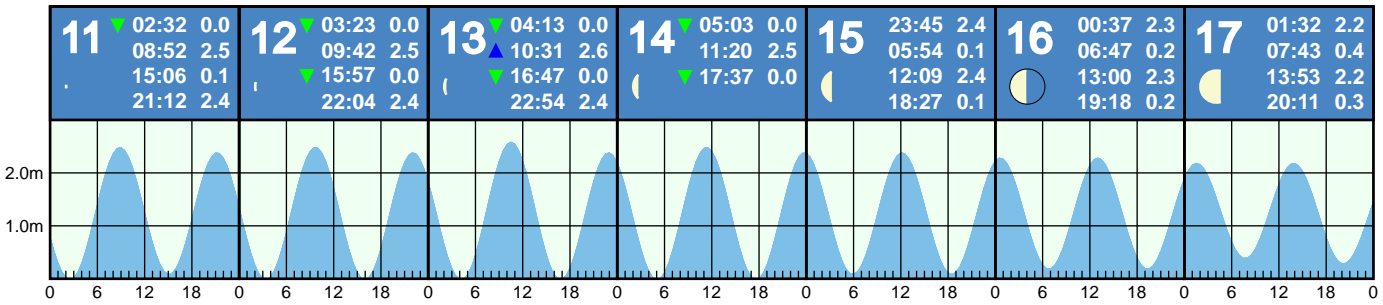 11 ▼ 02:32 0.0
08:52 2.5
15:06 0.1
21:12 2.4
12 ▼ 03:23 0.0
09:42 2.5
▼ 15:57 0.0
22:04 2.4
13 ▼ 04:13 0.0
▲ 10:31 2.6
▼ 16:47 0.0
22:54 2.4
14 ▼ 05:03 0.0
11:20 2.5
▼ 17:37 0.0
15 23:45 2.4
05:54 0.1
12:09 2.4
18:27 0.1
16 00:37 2.3
06:47 0.2
13:00 2.3
19:18 0.2
17 01:32 2.2
07:43 0.4
13:53 2.2
20:11 0.3
2.0m
1.0m
0 6 12 18 0 6 12 18 0 6 12 18 0 6 12 18 0 6 12 18 0 6 12 18 0 6 12 18 0